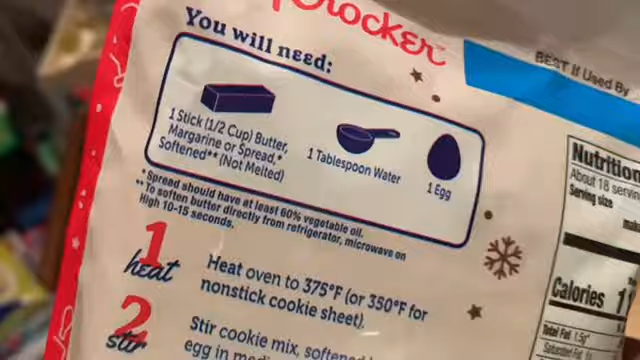 Crocker
You will need:
1 Stick (1/2 Cup) Butter,
Margarine or Spread,*
Softened** (Not Melted)
1 Tablespoon Water
1 Egg
*Spread should have at least 60% vegetable oil.
**To soften butter directly from refrigerator, microwave on
High 10-15 seconds.
1
heat
Heat oven to 375°F (or 350°F for
nonstick cookie sheet).
2
stir
Stir cookie mix, softened
egg in
BEST If Used By
Nutrition
About 18 servin
Serving size
Calories 1
Total Fat 1.5g*
Saturated Fat